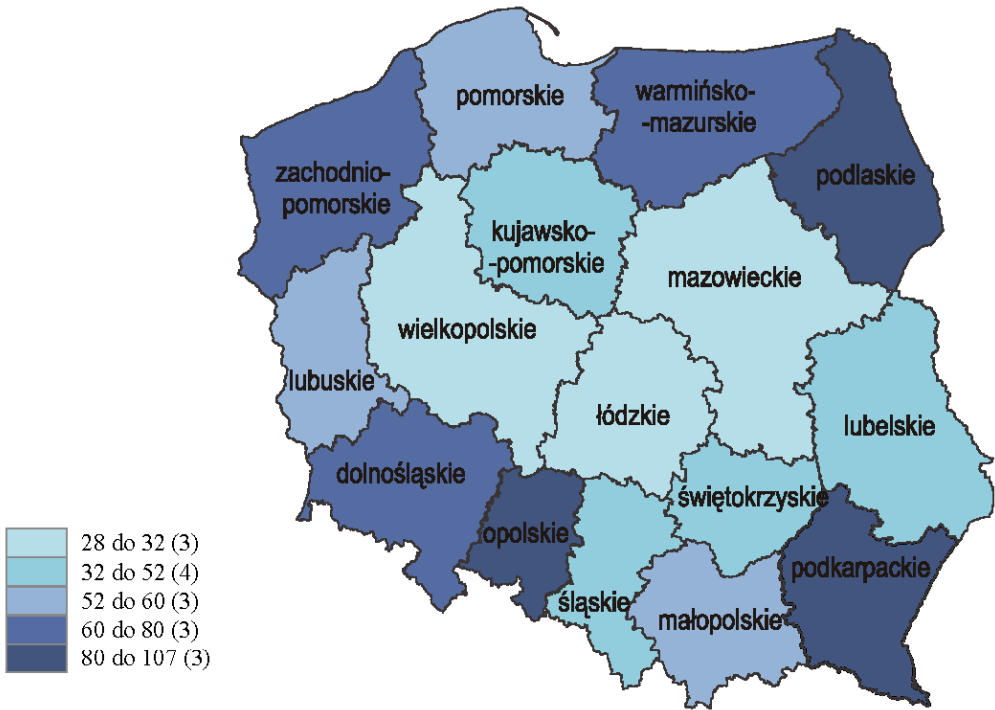 pomorskie
warmińsko-
-mazurskie
zachodnio-
pomorskie
podlaskie
kujawsko-
-pomorskie
mazowieckie
wielkopolskie
lubuskie
łódzkie
lubelskie
dolnośląskie
świętokrzyskie
opolskie
podkarpackie
śląskie
małopolskie
28 do 32 (3)
32 do 52 (4)
52 do 60 (3)
60 do 80 (3)
80 do 107 (3)